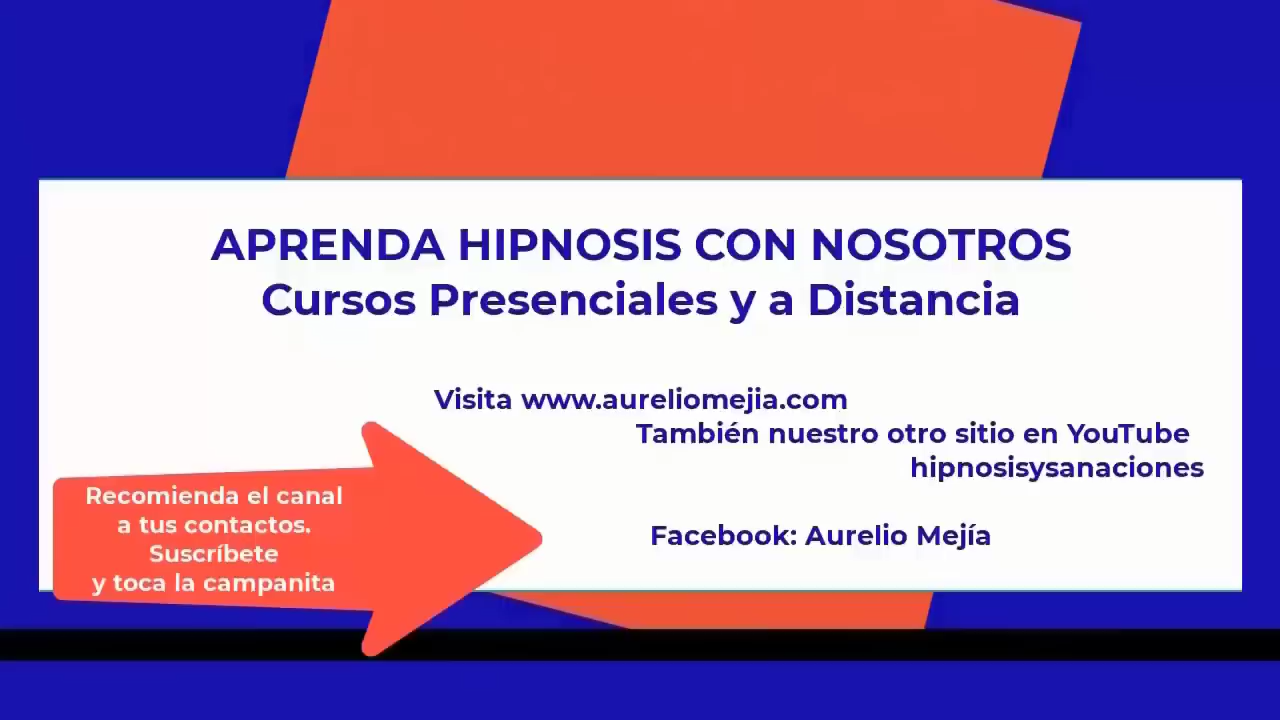 APRENDA HIPNOSIS CON NOSOTROS
Cursos Presenciales y a Distancia
Visita www.aureliomejia.com
También nuestro otro sitio en YouTube
hipnosisysanaciones
Facebook: Aurelio Mejía
Recomienda el canal
a tus contactos.
Suscríbete
y toca la campanita